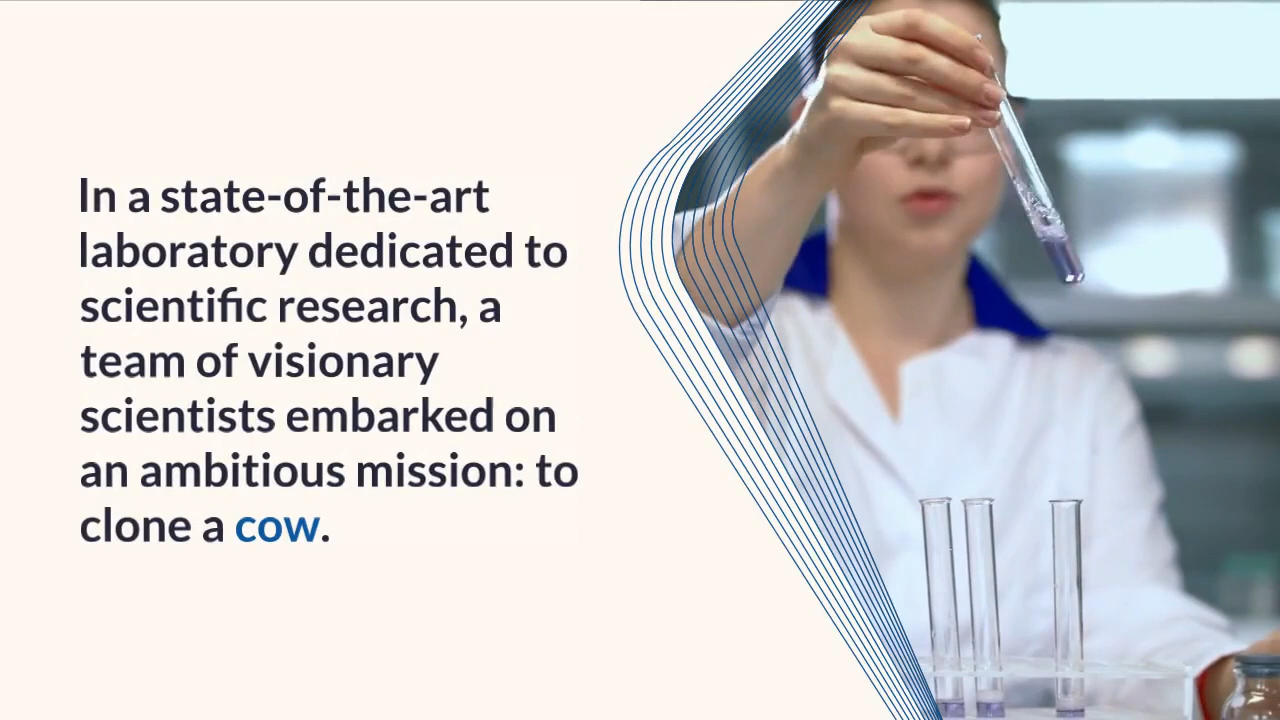 In a state-of-the-art
laboratory dedicated to
scientific research, a
team of visionary
scientists embarked on
an ambitious mission: to
clone a cow.